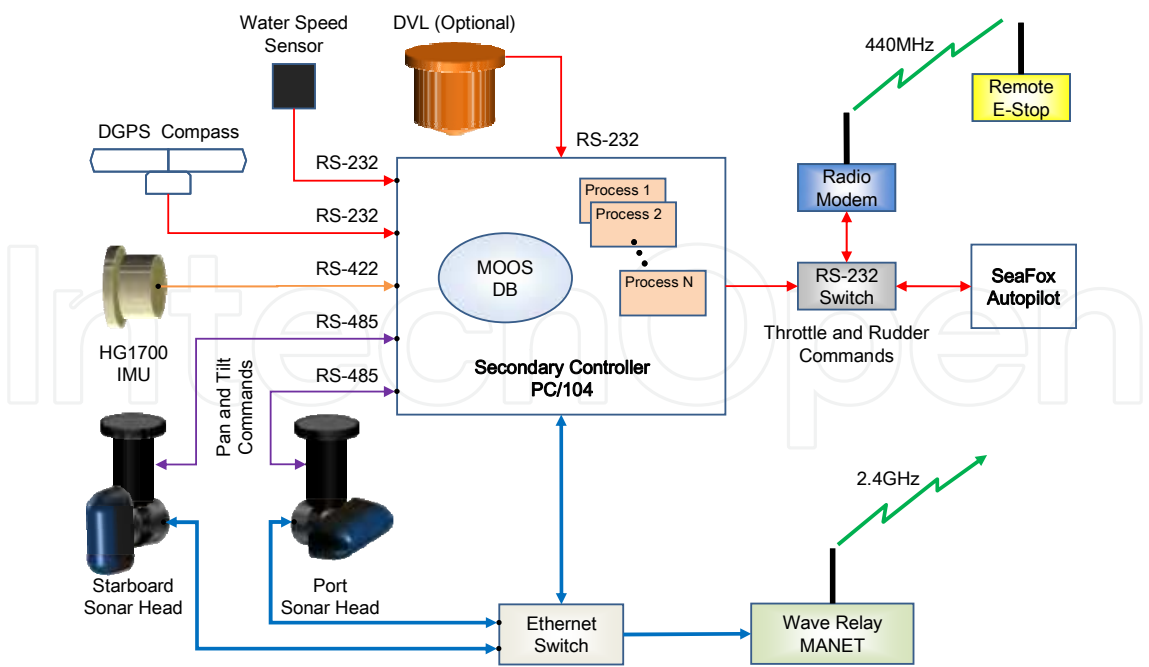 Water Speed
Sensor
DVL (Optional)
440MHz
Remote
E-Stop
DGPS Compass
RS-232
RS-232
RS-232
RS-422
RS-485
RS-485
Process 1
Process 2
Process N
MOOS
DB
Secondary Controller
PC/104
Radio
Modem
RS-232
Switch
SeaFox
Autopilot
Throttle and Rudder
Commands
HG1700
IMU
Pan and Tilt
Commands
2.4GHz
Starboard
Sonar Head
Port
Sonar Head
Ethernet
Switch
Wave Relay
MANET
IntechOpen